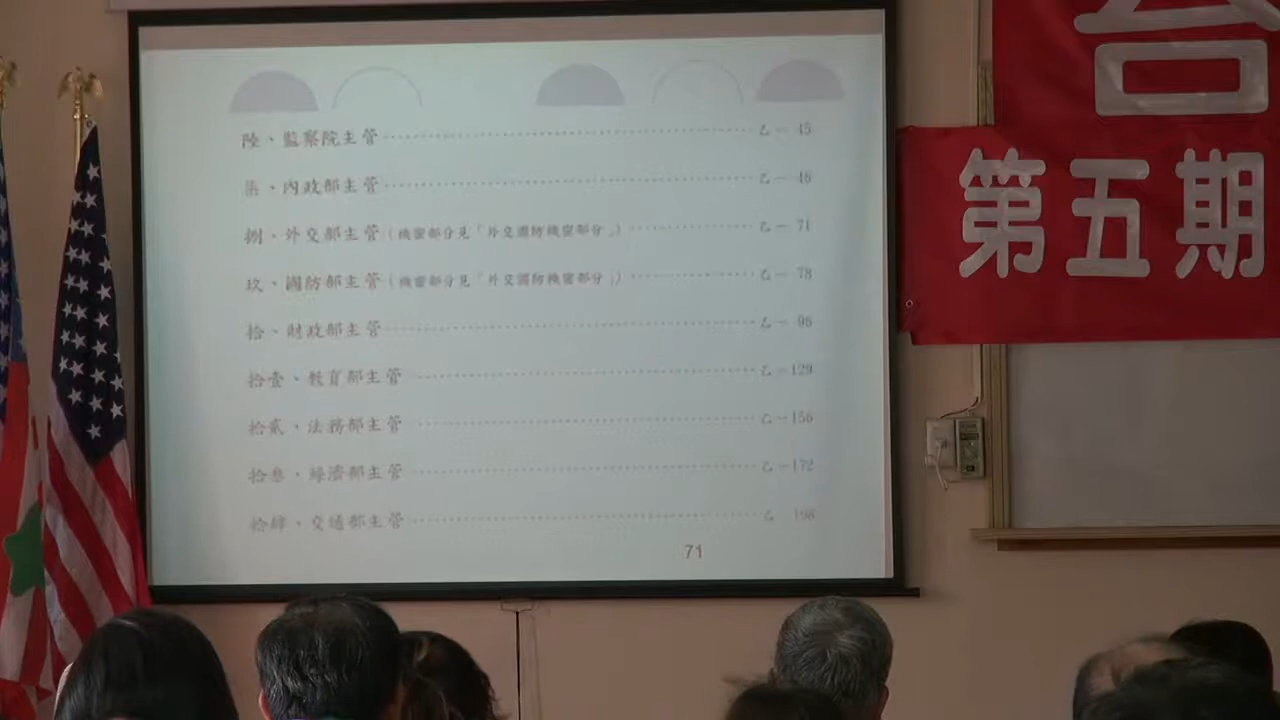 陸、監察院主管 乙－ 45
柒、內政部主管 乙－ 46
捌、外交部主管（機密部分見「外交國防機密部分」） 乙－ 71
玖、國防部主管（機密部分見「外交國防機密部分」） 乙－ 78
拾、財政部主管 乙－ 96
拾壹、教育部主管 乙－129
拾貳、法務部主管 乙－156
拾叁、經濟部主管 乙－172
拾肆、交通部主管 乙－198
71
台
第五期